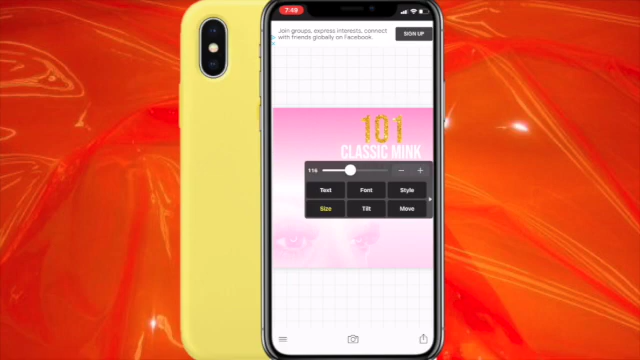 7:49
Join groups, express interests, connect
with friends globally on Facebook.
SIGN UP
101
CLASSIC MINK
116
Text Font Style
Size Tilt Move